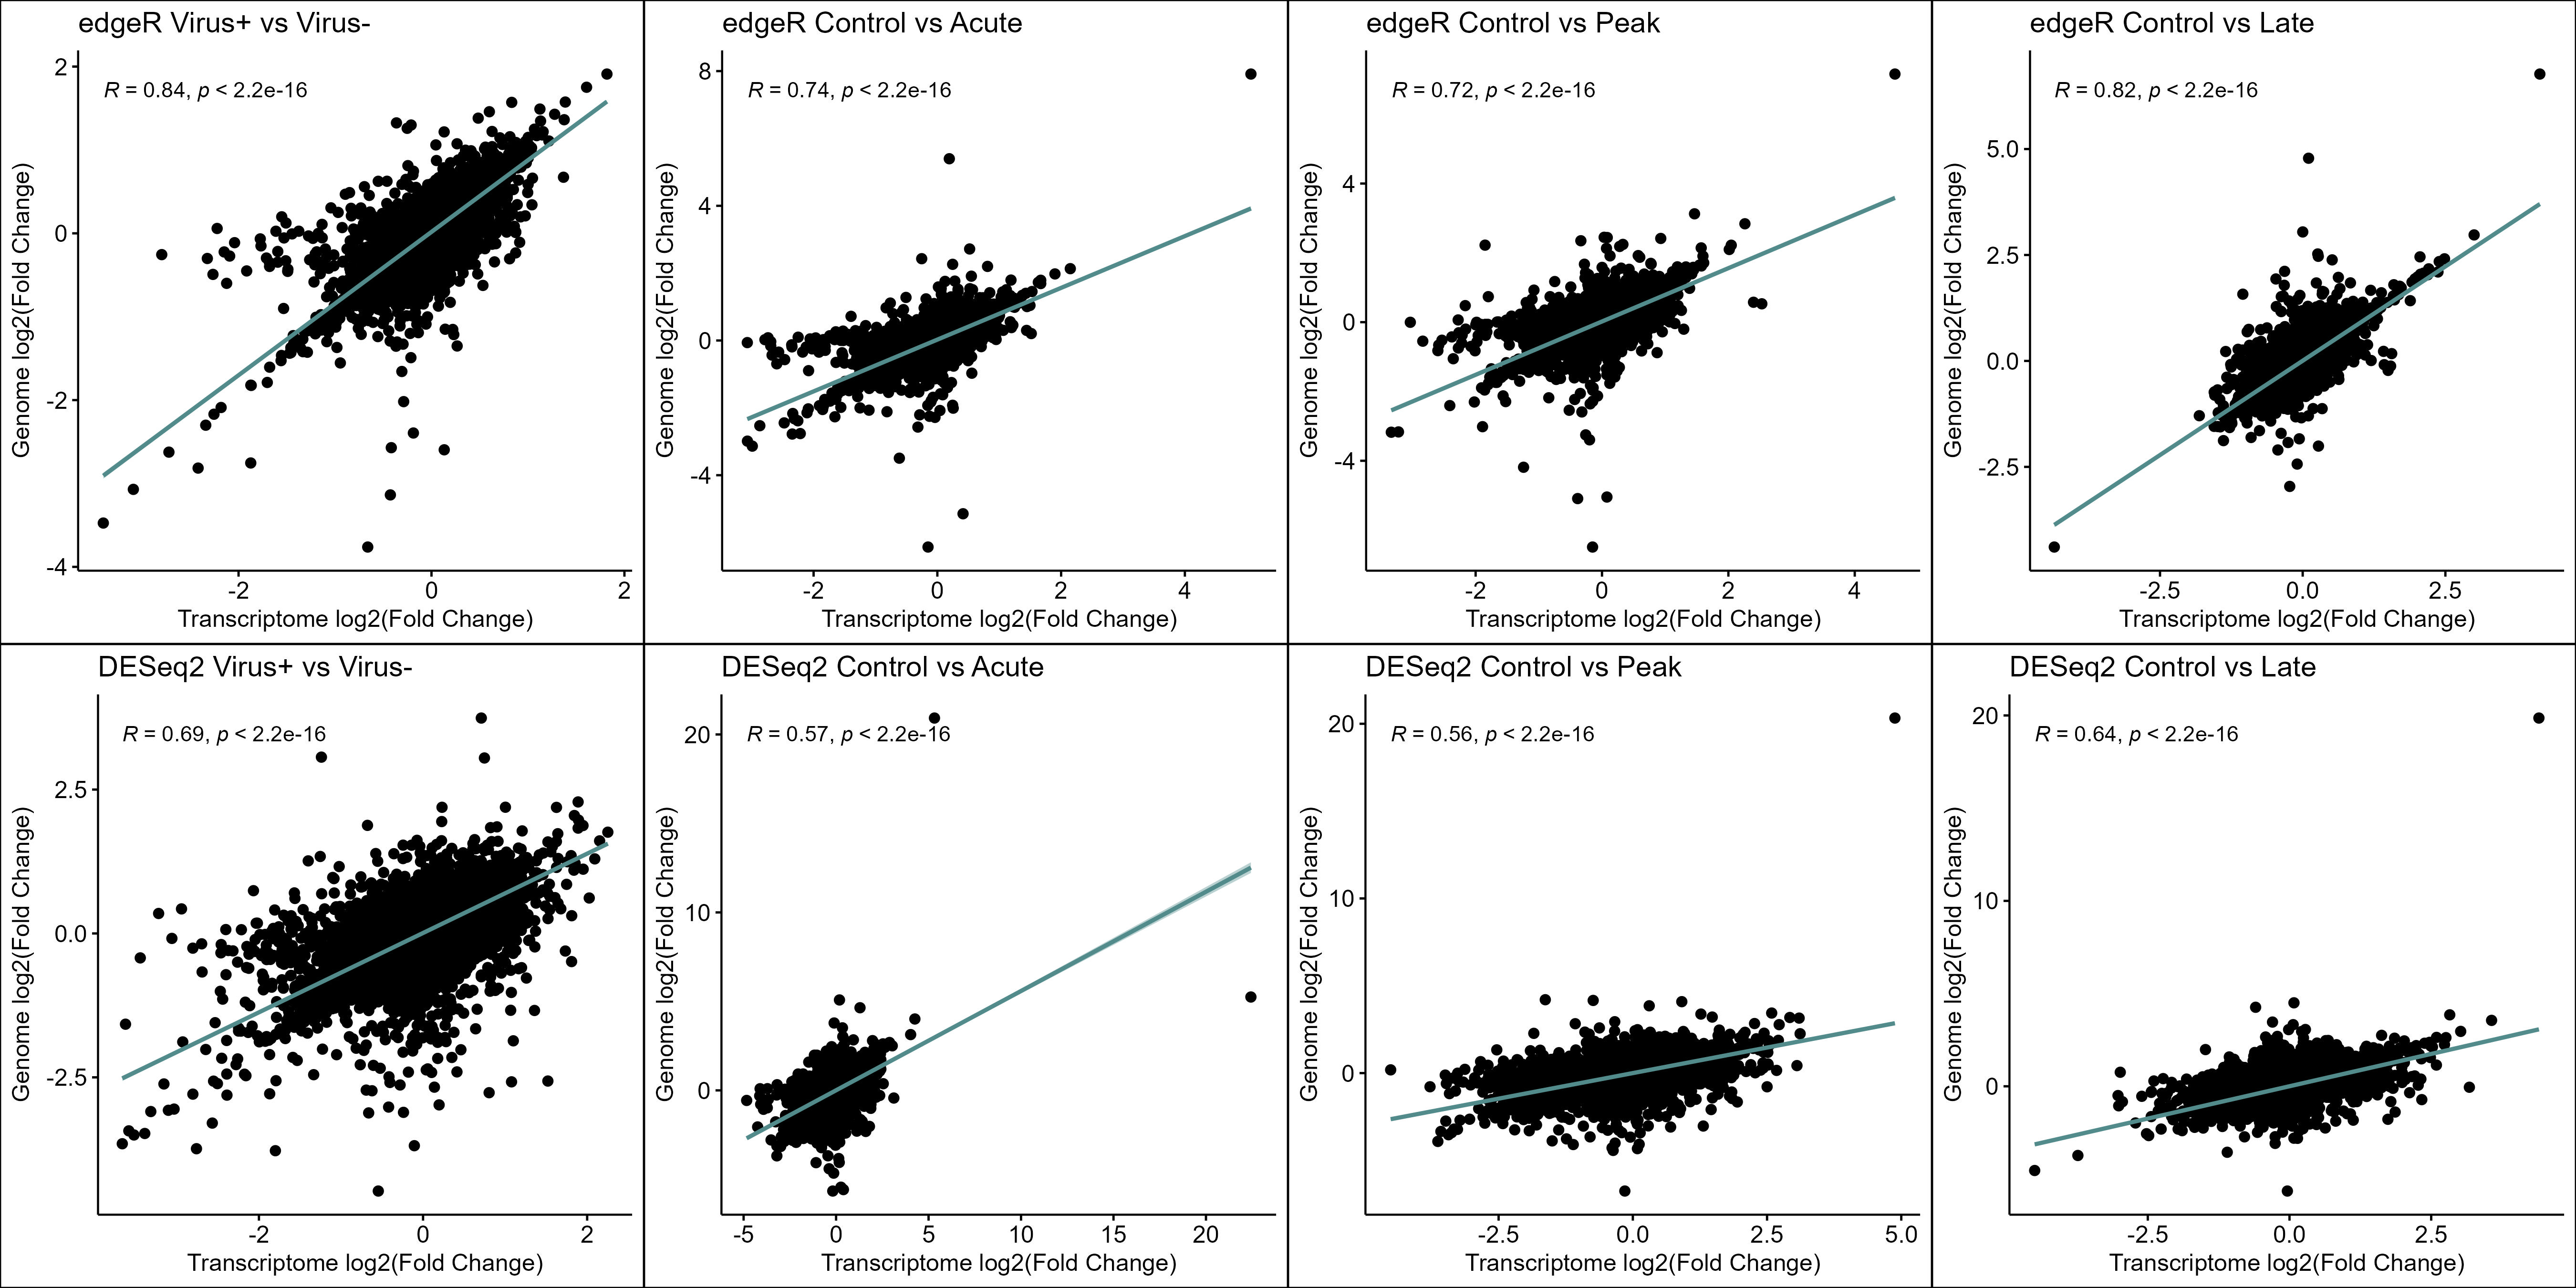 edgeR Virus+ vs Virus-
R = 0.84, p < 2.2e-16
Genome log2(Fold Change)
2
0
-2
-4
-2
0
2
Transcriptome log2(Fold Change)
edgeR Control vs Acute
R = 0.74, p < 2.2e-16
Genome log2(Fold Change)
8
4
0
-4
-2
0
2
4
Transcriptome log2(Fold Change)
edgeR Control vs Peak
R = 0.72, p < 2.2e-16
Genome log2(Fold Change)
4
0
-4
-2
0
2
4
Transcriptome log2(Fold Change)
edgeR Control vs Late
R = 0.82, p < 2.2e-16
Genome log2(Fold Change)
5.0
2.5
0.0
-2.5
-2.5
0.0
2.5
Transcriptome log2(Fold Change)
DESeq2 Virus+ vs Virus-
R = 0.69, p < 2.2e-16
Genome log2(Fold Change)
2.5
0.0
-2.5
-2
0
2
Transcriptome log2(Fold Change)
DESeq2 Control vs Acute
R = 0.57, p < 2.2e-16
Genome log2(Fold Change)
20
10
0
-5
0
5
10
15
20
Transcriptome log2(Fold Change)
DESeq2 Control vs Peak
R = 0.56, p < 2.2e-16
Genome log2(Fold Change)
20
10
0
-2.5
0.0
2.5
5.0
Transcriptome log2(Fold Change)
DESeq2 Control vs Late
R = 0.64, p < 2.2e-16
Genome log2(Fold Change)
20
10
0
-2.5
0.0
2.5
Transcriptome log2(Fold Change)